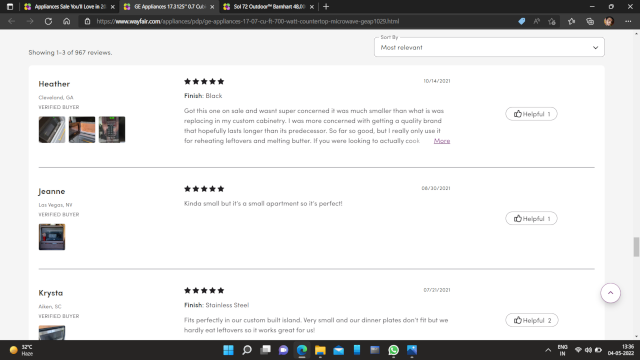 Appliances Sale You'll Love in 20
GE Appliances 17.3125" 0.7 Cu
Sol 72 Outdoor™ Barnhart 48,00
https://www.wayfair.com/appliances/pdp/ge-appliances-17-07-cu-ft-700-watt-countertop-microwave-geap1029.html
Sort By
Most relevant
Showing 1-3 of 967 reviews.
Heather
Cleveland, GA
VERIFIED BUYER
10/14/2021
Finish: Black
Got this one on sale and wasnt super concerned it was much smaller than what is was
replacing in my custom cabinetry. I was more concerned with getting a quality brand
that hopefully lasts longer than its predecessor. So far so good, but I really only use it
for reheating leftovers and melting butter. If you were looking to actually cook More
Helpful 1
Jeanne
Las Vegas, NV
VERIFIED BUYER
06/30/2021
Kinda small but it's a small apartment so it's perfect!
Helpful 1
Krysta
Aiken, SC
VERIFIED BUYER
07/21/2021
Finish: Stainless Steel
Fits perfectly in our custom built island. Very small and our dinner plates don't fit but we
hardly eat leftovers so it works great for us!
Helpful 2
32°C
Haze
ENG
IN
13:36
04-05-2022